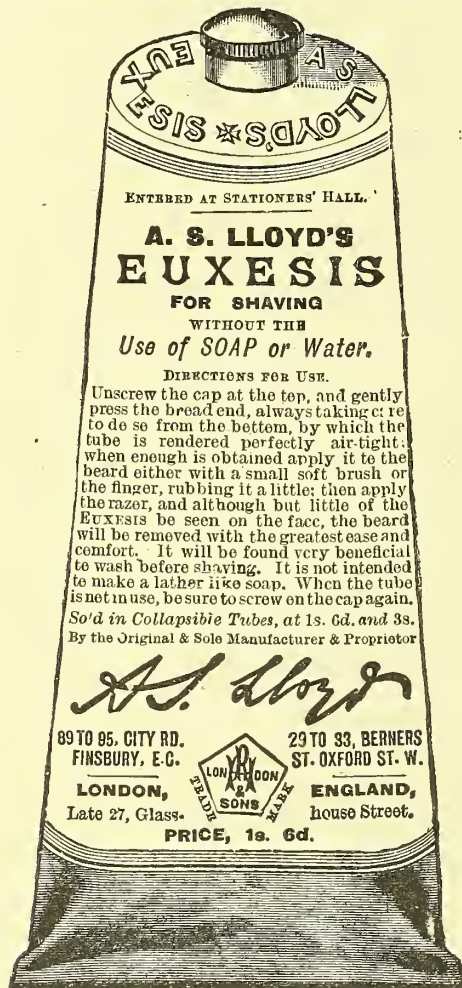 A. S. LLOYD'S EUXESIS
ENTERED AT STATIONERS' HALL.
A. S. LLOYD'S
EUXESIS
FOR SHAVING
WITHOUT THE
Use of SOAP or Water.
DIRECTIONS FOR USE.
Unscrew the cap at the top, and gently
press the broad end, always taking care
to do so from the bottom, by which the
tube is rendered perfectly air-tight:
when enough is obtained apply it to the
beard either with a small soft brush or
the finger, rubbing it a little; then apply
the razor, and although but little of the
EUXESIS be seen on the face, the beard
will be removed with the greatest ease and
comfort. It will be found very beneficial
to wash before shaving. It is not intended
to make a lather like soap. When the tube
is not in use, be sure to screw on the cap again.
So'd in Collapsible Tubes, at 1s. 6d. and 3s.
By the Original & Sole Manufacturer & Proprietor
A.S. Lloyd
89 TO 95, CITY RD. 29 TO 33, BERNERS
FINSBURY, E.C. ST. OXFORD ST. W.
LONDON, ENGLAND,
Late 27, Glass- house Street.
LONDON
& SONS
TRADE MARK
PRICE, 1s. 6d.